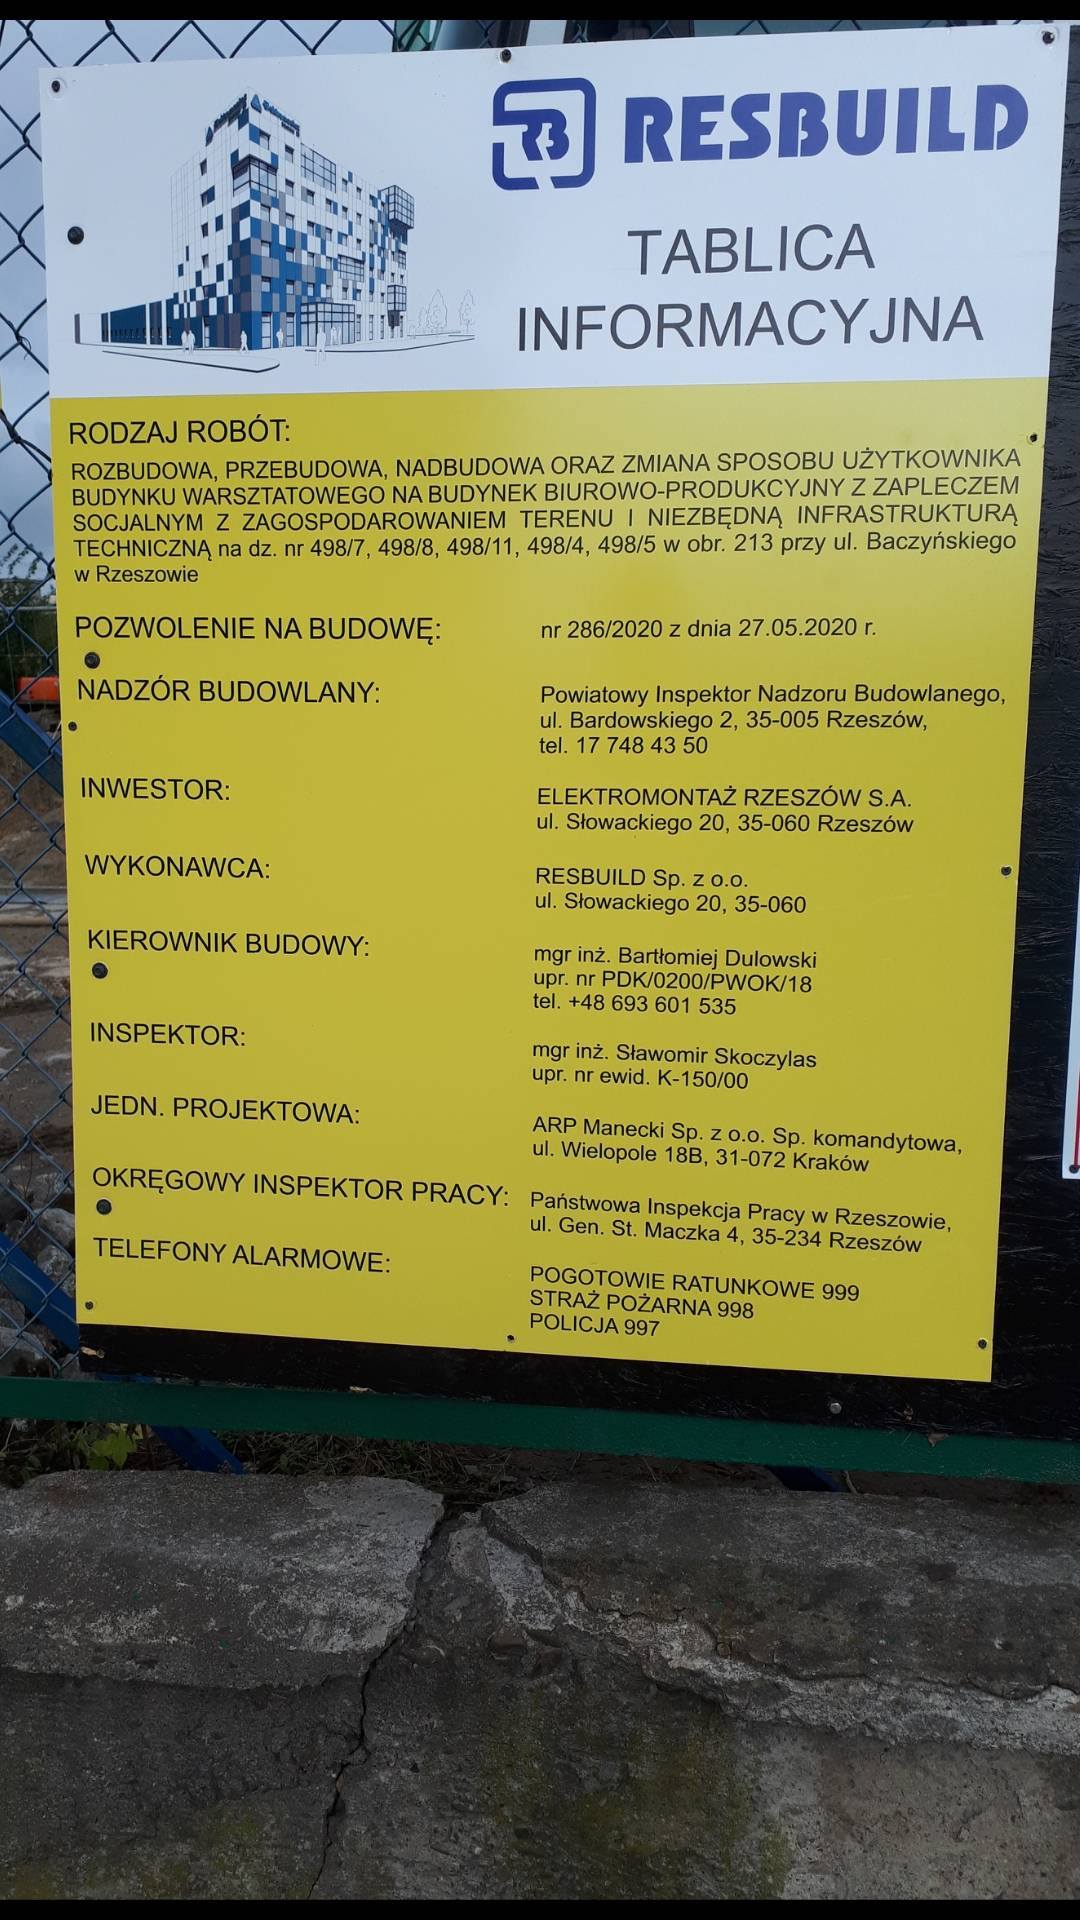 RB RESBUILD
TABLICA
INFORMACYJNA
RODZAJ ROBÓT:
ROZBUDOWA, PRZEBUDOWA, NADBUDOWA ORAZ ZMIANA SPOSOBU UŻYTKOWNIKA
BUDYNKU WARSZTATOWEGO NA BUDYNEK BIUROWO-PRODUKCYJNY Z ZAPLECZEM
SOCJALNYM Z ZAGOSPODAROWANIEM TERENU I NIEZBĘDNĄ INFRASTRUKTURĄ
TECHNICZNĄ na dz. nr 498/7, 498/8, 498/11, 498/4, 498/5 w obr. 213 przy ul. Baczyńskiego
w Rzeszowie
POZWOLENIE NA BUDOWĘ:
nr 286/2020 z dnia 27.05.2020 r.
NADZÓR BUDOWLANY:
Powiatowy Inspektor Nadzoru Budowlanego,
ul. Bardowskiego 2, 35-005 Rzeszów,
tel. 17 748 43 50
INWESTOR:
ELEKTROMONTAŻ RZESZÓW S.A.
ul. Słowackiego 20, 35-060 Rzeszów
WYKONAWCA:
RESBUILD Sp. z o.o.
ul. Słowackiego 20, 35-060
KIEROWNIK BUDOWY:
mgr inż. Bartłomiej Dulowski
upr. nr PDK/0200/PWOK/18
tel. +48 693 601 535
INSPEKTOR:
mgr inż. Sławomir Skoczylas
upr. nr ewid. K-150/00
JEDN. PROJEKTOWA:
ARP Manecki Sp. z o.o. Sp. komandytowa,
ul. Wielopole 18B, 31-072 Kraków
OKRĘGOWY INSPEKTOR PRACY:
Państwowa Inspekcja Pracy w Rzeszowie,
ul. Gen. St. Maczka 4, 35-234 Rzeszów
TELEFONY ALARMOWE:
POGOTOWIE RATUNKOWE 999
STRAŻ POŻARNA 998
POLICJA 997